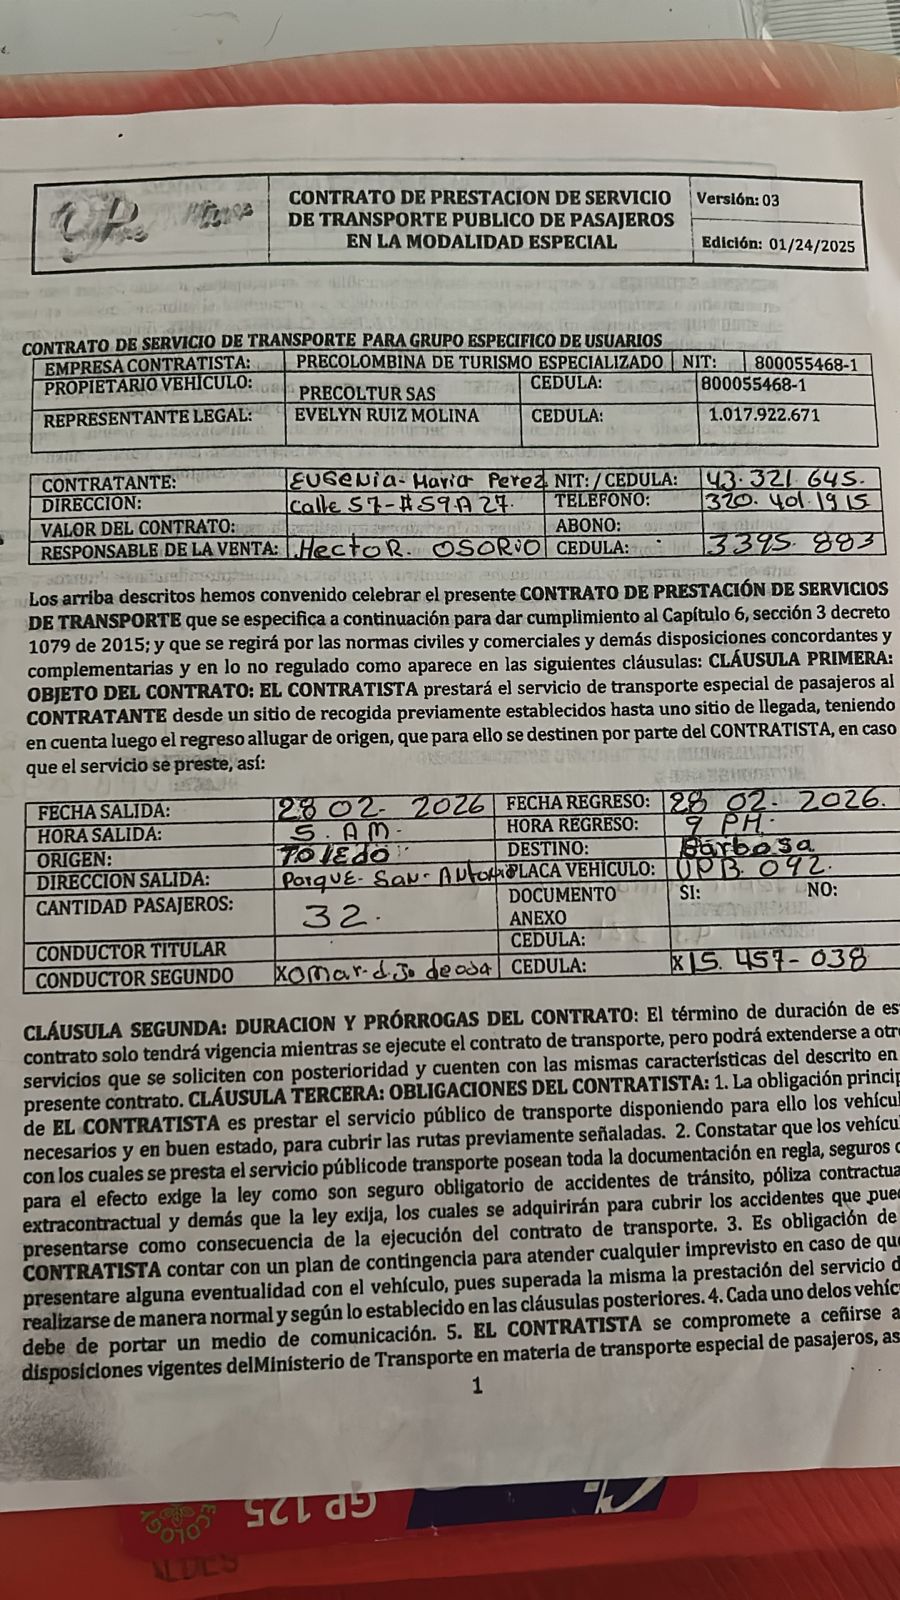 CONTRATO DE PRESTACION DE SERVICIO
DE TRANSPORTE PUBLICO DE PASAJEROS
EN LA MODALIDAD ESPECIAL
Versión: 03
Edición: 01/24/2025
CONTRATO DE SERVICIO DE TRANSPORTE PARA GRUPO ESPECIFICO DE USUARIOS
EMPRESA CONTRATISTA: PRECOLOMBINA DE TURISMO ESPECIALIZADO NIT: 800055468-1
PROPIETARIO VEHÍCULO: PRECOLTUR SAS CEDULA: 800055468-1
REPRESENTANTE LEGAL: EVELYN RUIZ MOLINA CEDULA: 1.017.922.671
CONTRATANTE: EUGENIA-Maria Perez NIT: / CEDULA: 43.321.645.
DIRECCION: calle 57-#59A27. TELEFONO: 320.401.1915
VALOR DEL CONTRATO: ABONO:
RESPONSABLE DE LA VENTA: Hector. OSORIO CEDULA: 3395.883
Los arriba descritos hemos convenido celebrar el presente CONTRATO DE PRESTACIÓN DE SERVICIOS
DE TRANSPORTE que se especifica a continuación para dar cumplimiento al Capítulo 6, sección 3 decreto
1079 de 2015; y que se regirá por las normas civiles y comerciales y demás disposiciones concordantes y
complementarias y en lo no regulado como aparece en las siguientes cláusulas: CLÁUSULA PRIMERA:
OBJETO DEL CONTRATO: EL CONTRATISTA prestará el servicio de transporte especial de pasajeros al
CONTRATANTE desde un sitio de recogida previamente establecidos hasta uno sitio de llegada, teniendo
en cuenta luego el regreso allugar de origen, que para ello se destinen por parte del CONTRATISTA, en caso
que el servicio se preste, así:
FECHA SALIDA: 28 02- 2026 FECHA REGRESO: 28 02- 2026.
HORA SALIDA: 5. AM- HORA REGRESO: 9 PM.
ORIGEN: TOLEDO DESTINO: Barbosa
DIRECCION SALIDA: Parque- San- Antonio PLACA VEHÍCULO: UPB. 092.
CANTIDAD PASAJEROS: 32. DOCUMENTO ANEXO SI: NO:
CONDUCTOR TITULAR CEDULA:
CONDUCTOR SEGUNDO XOmar-d. Jo CEDULA: X15.457-038
CLÁUSULA SEGUNDA: DURACION Y PRÓRROGAS DEL CONTRATO: El término de duración de es
contrato solo tendrá vigencia mientras se ejecute el contrato de transporte, pero podrá extenderse a otro
servicios que se soliciten con posterioridad y cuenten con las mismas características del descrito en
presente contrato. CLÁUSULA TERCERA: OBLIGACIONES DEL CONTRATISTA: 1. La obligación princip
de EL CONTRATISTA es prestar el servicio público de transporte disponiendo para ello los vehícul
necesarios y en buen estado, para cubrir las rutas previamente señaladas. 2. Constatar que los vehícu
con los cuales se presta el servicio públicode transporte posean toda la documentación en regla, seguros
para el efecto exige la ley como son seguro obligatorio de accidentes de tránsito, póliza contractua
extracontractual y demás que la ley exija, los cuales se adquirirán para cubrir los accidentes que pued
presentarse como consecuencia de la ejecución del contrato de transporte. 3. Es obligación de
CONTRATISTA contar con un plan de contingencia para atender cualquier imprevisto en caso de que
presentare alguna eventualidad con el vehículo, pues superada la misma la prestación del servicio d
realizarse de manera normal y según lo establecido en las cláusulas posteriores. 4. Cada uno delos vehíc
debe de portar un medio de comunicación. 5. EL CONTRATISTA se compromete a ceñirse a
disposiciones vigentes delMinisterio de Transporte en materia de transporte especial de pasajeros, as
1
GP 125
ECOLOGY